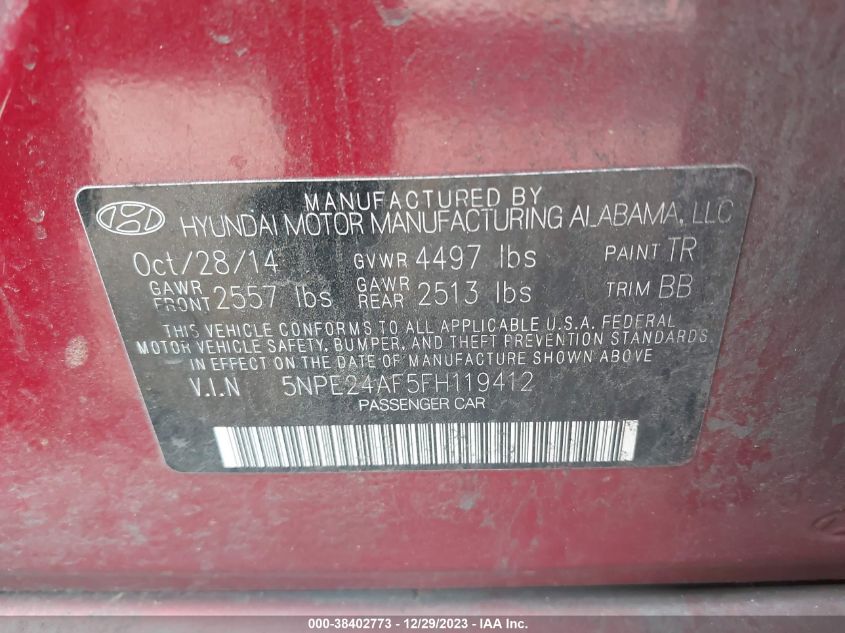 MANUFACTURED BY
HYUNDAI MOTOR MANUFACTURING ALABAMA, LLC
Oct/28/14 GVWR 4497 lbs PAINT TR
GAWR FRONT 2557 lbs GAWR REAR 2513 lbs TRIM BB
THIS VEHICLE CONFORMS TO ALL APPLICABLE U.S.A. FEDERAL
MOTOR VEHICLE SAFETY, BUMPER, AND THEFT PREVENTION STANDARDS
IN EFFECT ON THE DATE OF MANUFACTURE SHOWN ABOVE
V.I.N 5NPE24AF5FH119412
PASSENGER CAR
000-38402773 - 12/29/2023 - IAA Inc.